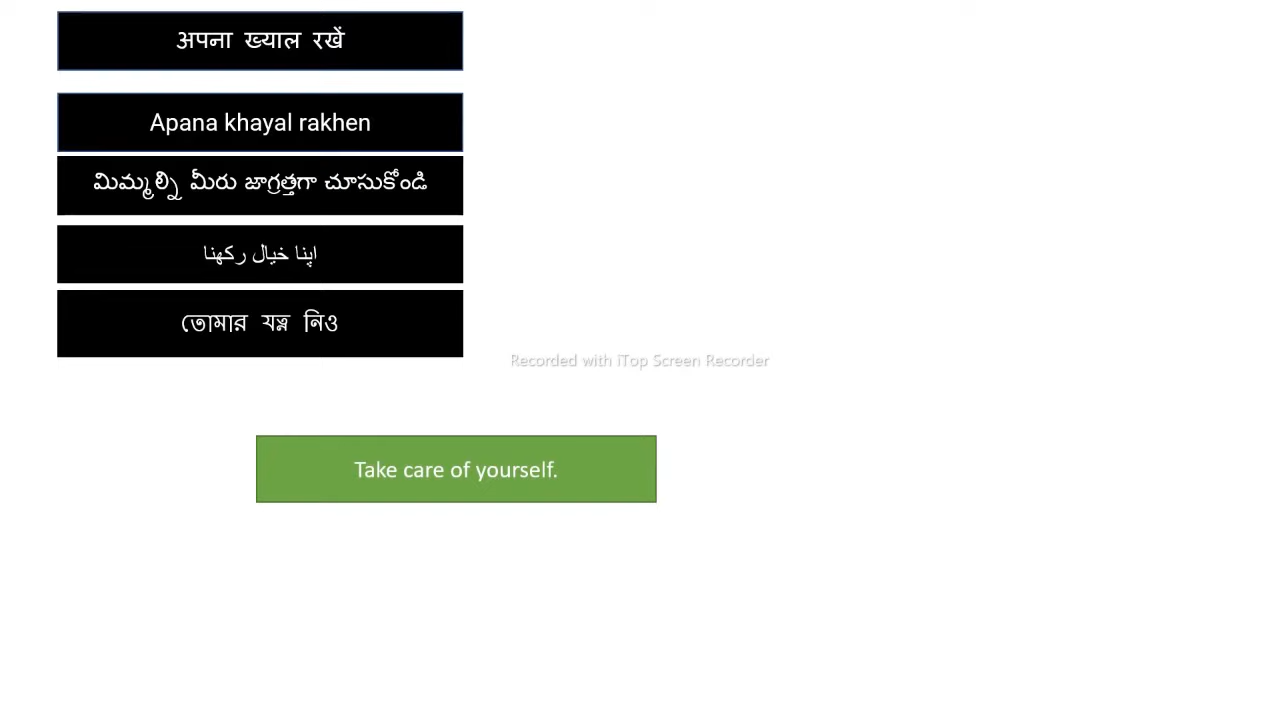 अपना ख्याल रखें
Apana khayal rakhen
మిమ్మల్ని మీరు జాగ్రత్తగా చూసుకోండి
اپنا خیال رکھنا
তোমার যত্ন নিও
Recorded with iTop Screen Recorder
Take care of yourself.